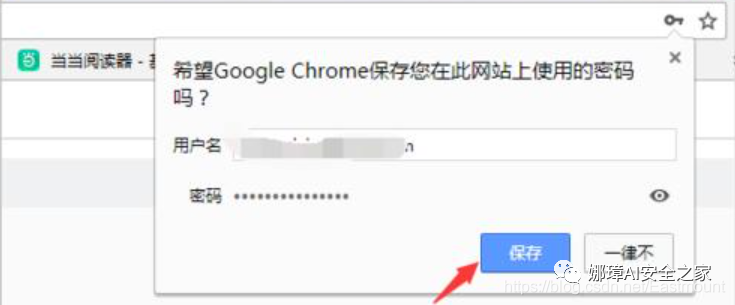 当当阅读器 -
希望Google Chrome保存您在此网站上使用的密码
吗？
用户名
密码 •••••••••••••••
保存 一律不
娜璋AI安全之家
https://blog.csdn.net/Eastmount